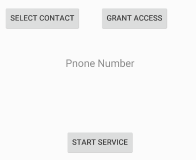 SELECT CONTACT GRANT ACCESS
Pnone Number
START SERVICE